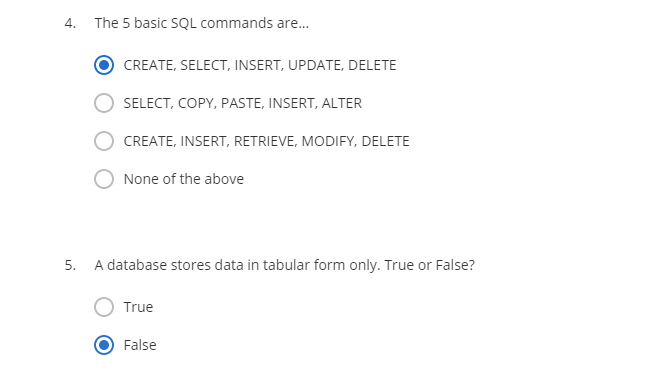 4. The 5 basic SQL commands are...
CREATE, SELECT, INSERT, UPDATE, DELETE
SELECT, COPY, PASTE, INSERT, ALTER
CREATE, INSERT, RETRIEVE, MODIFY, DELETE
None of the above
5. A database stores data in tabular form only. True or False?
True
False